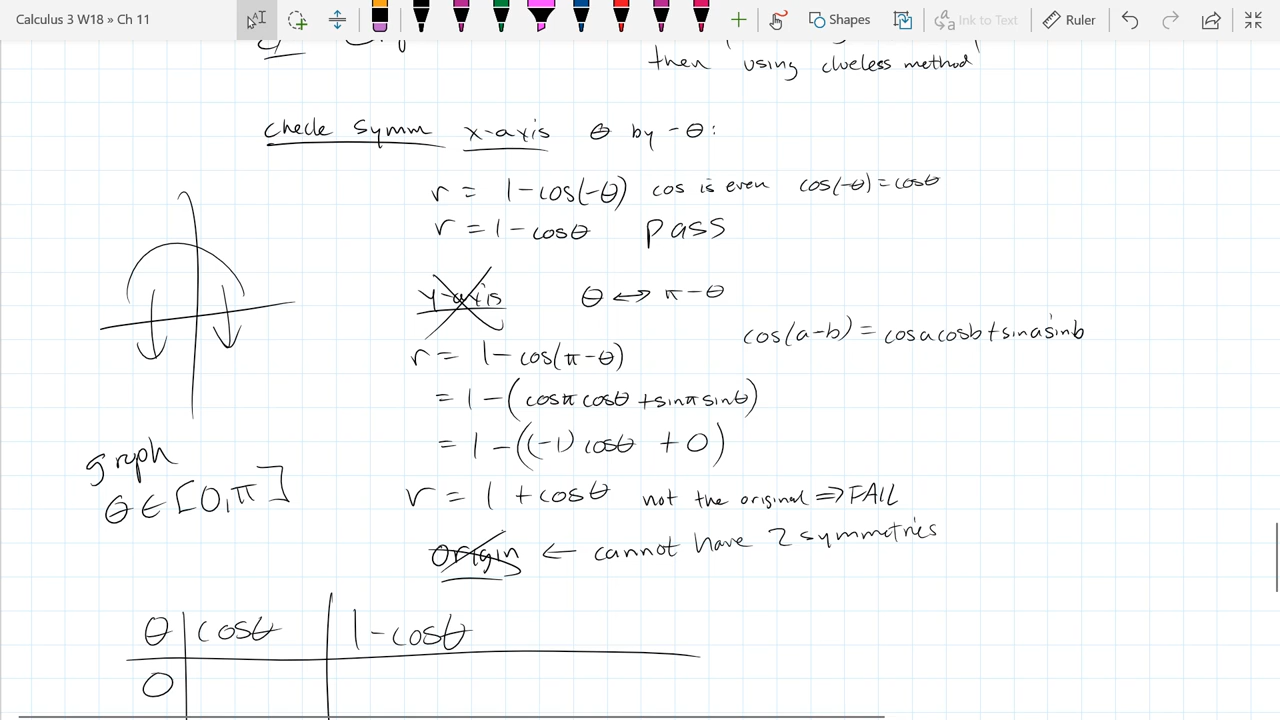 Calculus 3 W18 » Ch 11
Shapes
Ink to Text
Ruler
then using clueless method
Check symm x-axis θ by -θ:
r = 1-cos(-θ) cos is even cos(-θ)=cosθ
r = 1-cosθ pass
y-axis θ ↔ π-θ
cos(a-b) = cosacosb+sinasinb
r = 1-cos(π-θ)
= 1-(cosπcosθ+sinπsinθ)
= 1-((-1)cosθ + 0)
graph
θ∈[0,π]
r = 1+cosθ not the original ⇒ FAIL
origin ← cannot have 2 symmetries
θ cosθ 1-cosθ
0